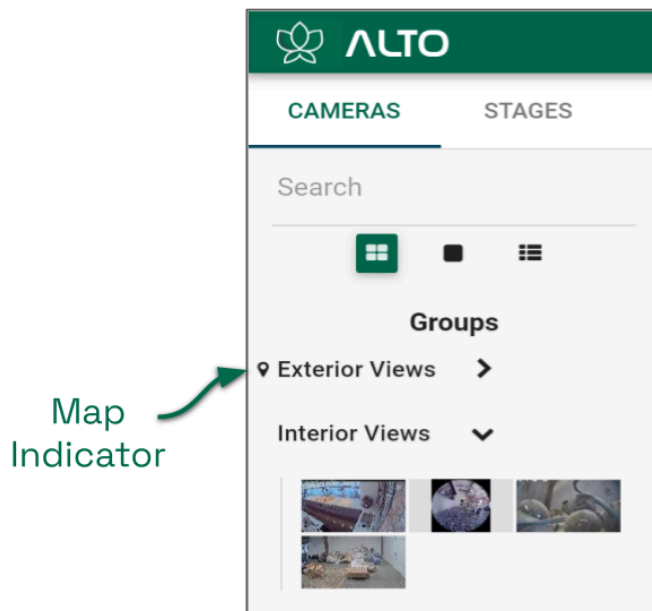 ALTO
CAMERAS STAGES
Search
Groups
Exterior Views
Map
Indicator
Interior Views